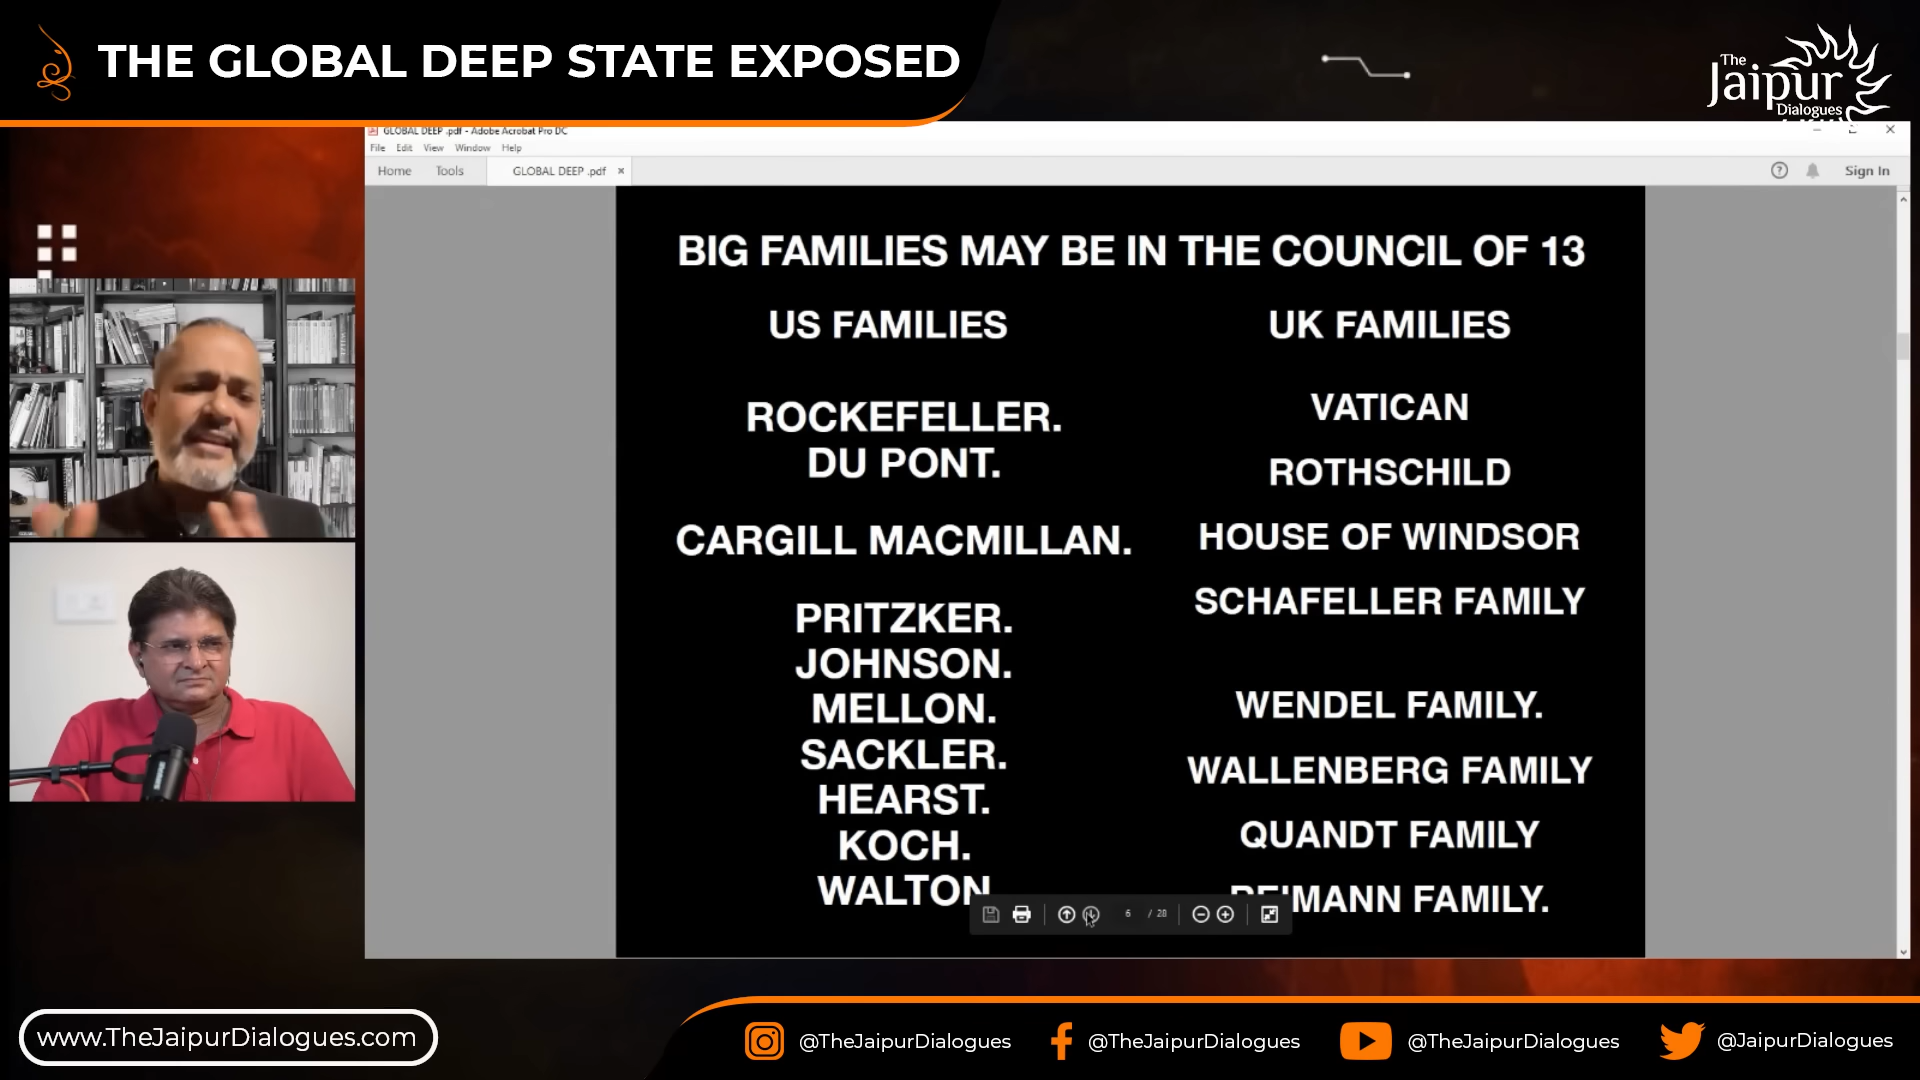 THE GLOBAL DEEP STATE EXPOSED
The
Jaipur
Dialogues
GLOBAL DEEP .pdf - Adobe Acrobat Pro DC
File Edit View Window Help
Home Tools GLOBAL DEEP .pdf × Sign In
BIG FAMILIES MAY BE IN THE COUNCIL OF 13
US FAMILIES
ROCKEFELLER.
DU PONT.
CARGILL MACMILLAN.
PRITZKER.
JOHNSON.
MELLON.
SACKLER.
HEARST.
KOCH.
WALTON
UK FAMILIES
VATICAN
ROTHSCHILD
HOUSE OF WINDSOR
SCHAFELLER FAMILY
WENDEL FAMILY.
WALLENBERG FAMILY
QUANDT FAMILY
FAMILY.
6 / 28
www.TheJaipurDialogues.com
@TheJaipurDialogues
@TheJaipurDialogues
@TheJaipurDialogues
@JaipurDialogues